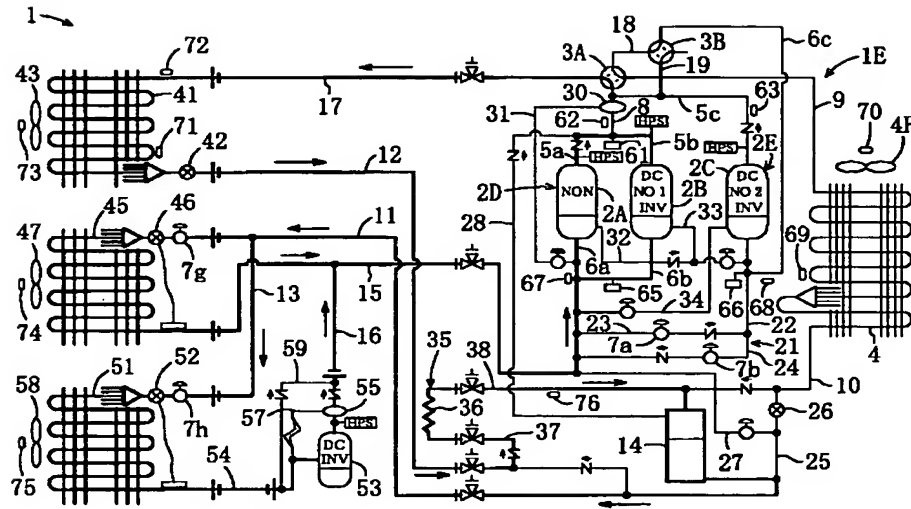 1
72
18
3A
3B
6c
1E
43
41
17
19
63
30
8
5c
9
70
4F
31
62
HPS
71
42
12
5a
61
HPS
5b
HPS
2C
2E
73
46
2D
NON
DC
NO 1
INV
2B
DC
NO 2
INV
45
11
28
2A
33
47
7g
32
69
13
15
6a
6b
67
65
34
66
68
74
16
23
22
7a
21
4
51
52
59
35
38
7b
24
10
58
55
57
HPS
36
76
26
7h
37
14
27
25
75
54
DC
INV
53